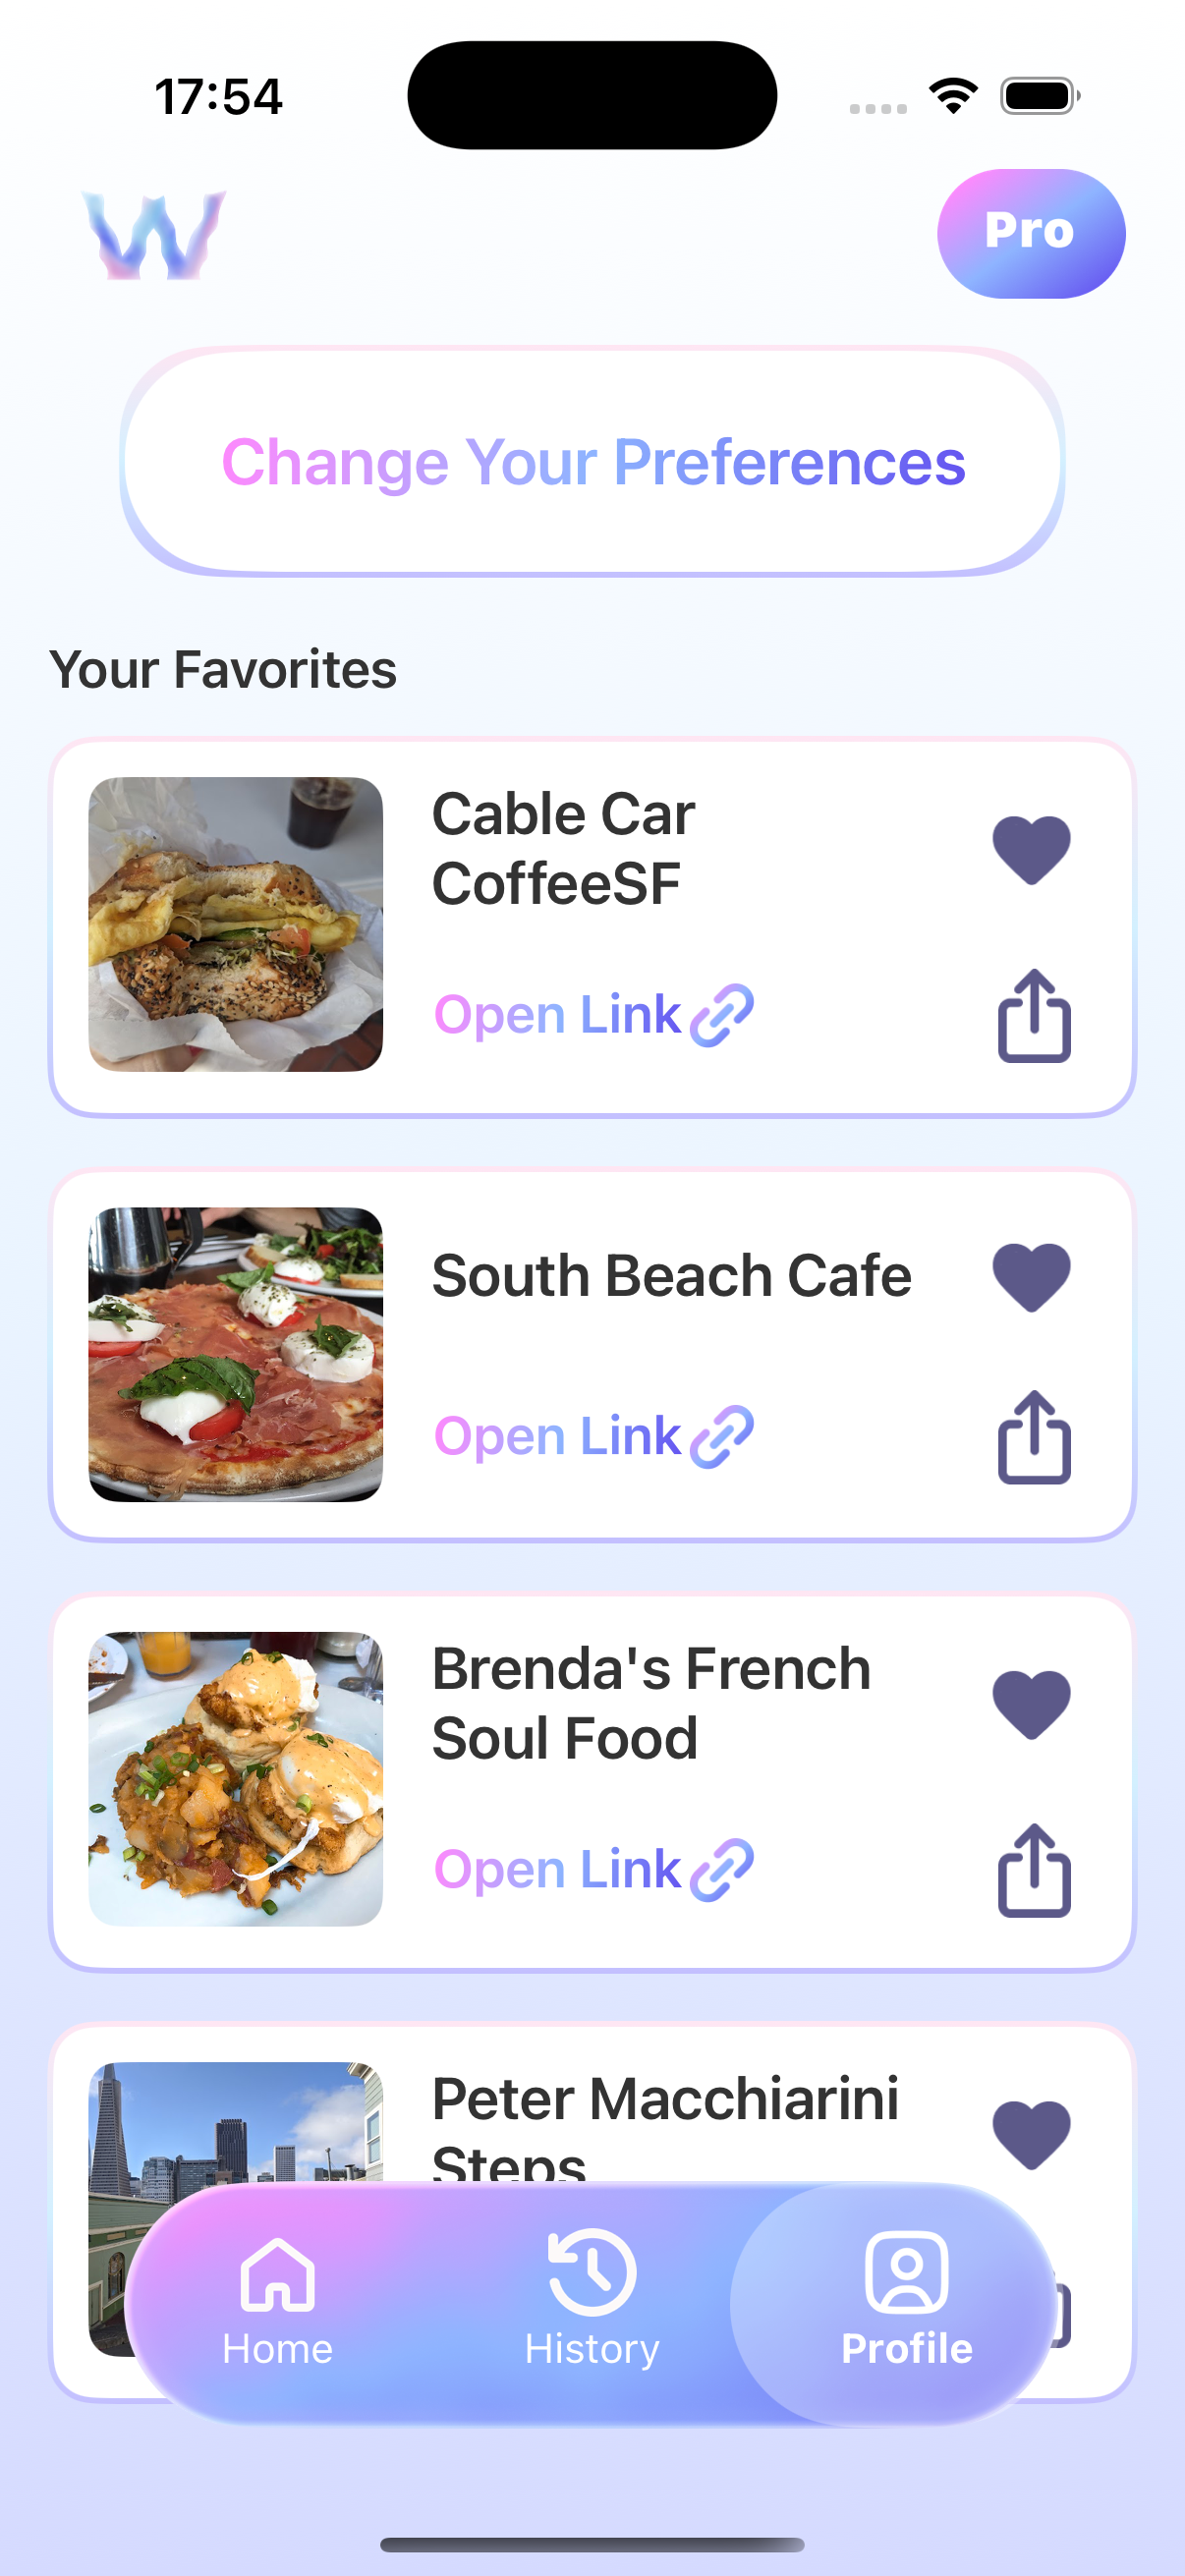 17:54
W
Pro
Change Your Preferences
Your Favorites
Cable Car
CoffeeSF
Open Link
South Beach Cafe
Open Link
Brenda's French
Soul Food
Open Link
Peter Macchiarini
Steps
Home
History
Profile